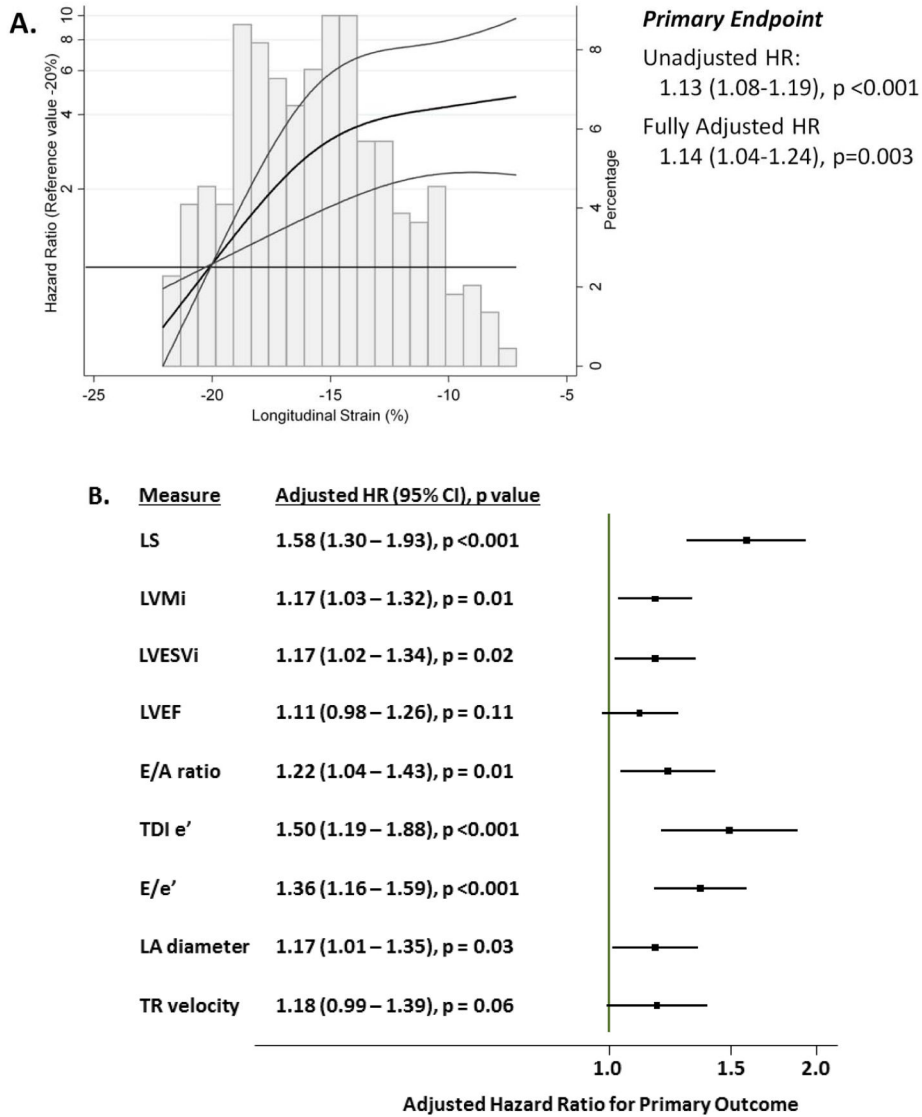 A.
Hazard Ratio (Reference value -20%)
10
8
6
4
2
8
6
4
2
0
Percentage
-25 -20 -15 -10 -5
Longitudinal Strain (%)
Primary Endpoint
Unadjusted HR:
1.13 (1.08-1.19), p <0.001
Fully Adjusted HR
1.14 (1.04-1.24), p=0.003
B. Measure Adjusted HR (95% CI), p value
LS 1.58 (1.30 – 1.93), p <0.001
LVMi 1.17 (1.03 – 1.32), p = 0.01
LVESVi 1.17 (1.02 – 1.34), p = 0.02
LVEF 1.11 (0.98 – 1.26), p = 0.11
E/A ratio 1.22 (1.04 – 1.43), p = 0.01
TDI e’ 1.50 (1.19 – 1.88), p <0.001
E/e’ 1.36 (1.16 – 1.59), p <0.001
LA diameter 1.17 (1.01 – 1.35), p = 0.03
TR velocity 1.18 (0.99 – 1.39), p = 0.06
1.0 1.5 2.0
Adjusted Hazard Ratio for Primary Outcome